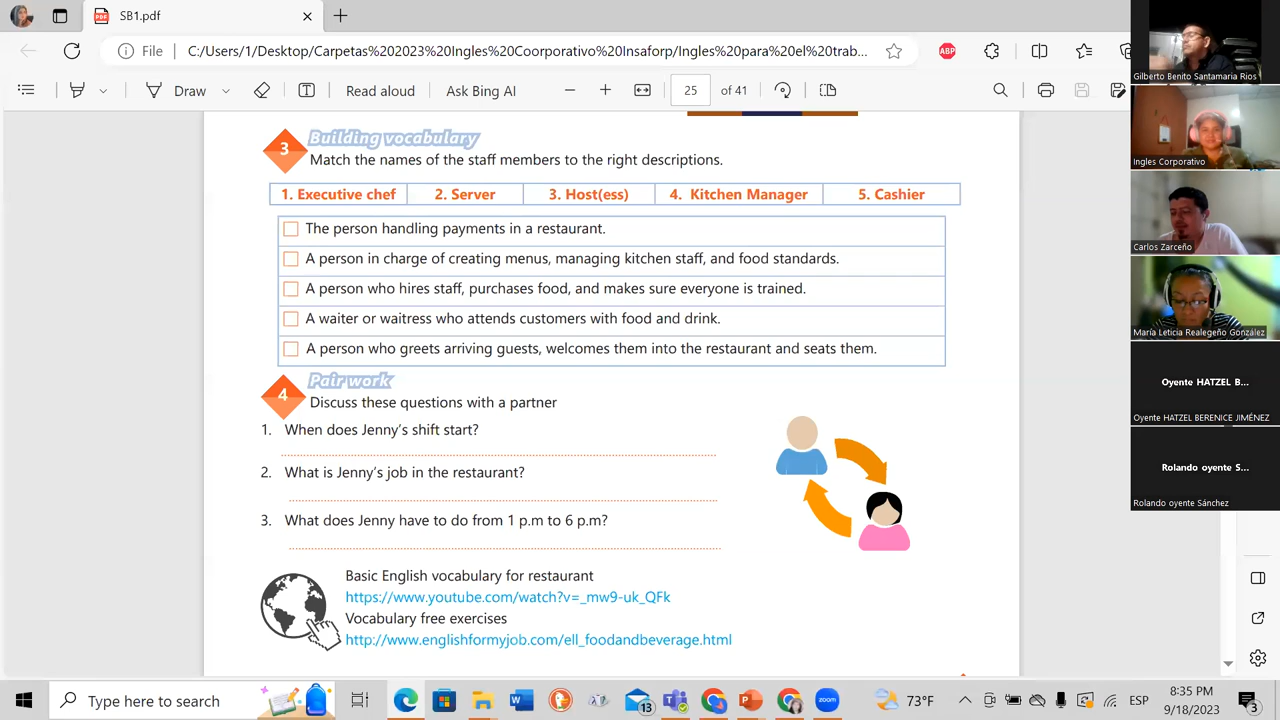 SB1.pdf
File
C:/Users/1/Desktop/Carpetas%202023%20Ingles%20Coorporativo%20Insaforp/Ingles%20para%20el%20trab...
ABP
Draw
Read aloud
Ask Bing AI
25 of 41
3 Building vocabulary
Match the names of the staff members to the right descriptions.
1. Executive chef 2. Server 3. Host(ess) 4. Kitchen Manager 5. Cashier
The person handling payments in a restaurant.
A person in charge of creating menus, managing kitchen staff, and food standards.
A person who hires staff, purchases food, and makes sure everyone is trained.
A waiter or waitress who attends customers with food and drink.
A person who greets arriving guests, welcomes them into the restaurant and seats them.
4 Pair work
Discuss these questions with a partner
1. When does Jenny's shift start?
2. What is Jenny's job in the restaurant?
3. What does Jenny have to do from 1 p.m to 6 p.m?
Basic English vocabulary for restaurant
https://www.youtube.com/watch?v=_mw9-uk_QFk
Vocabulary free exercises
http://www.englishformyjob.com/ell_foodandbeverage.html
Gilberto Benito Santamaria Rios
Ingles Corporativo
Carlos Zarceño
María Leticia Realegeño González
Oyente HATZEL B...
Oyente HATZEL BERENICE JIMÉNEZ
Rolando oyente S...
Rolando oyente Sánchez
Type here to search
13
zoom
73°F
ESP
8:35 PM
9/18/2023
3